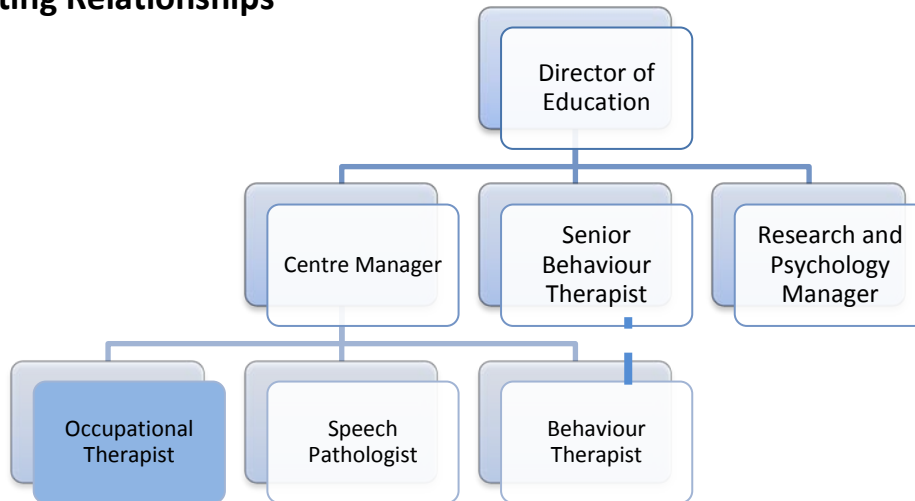 ting Relationships
Director of
Education
Centre Manager
Senior
Behaviour
Therapist
Research and
Psychology
Manager
Occupational
Therapist
Speech
Pathologist
Behaviour
Therapist